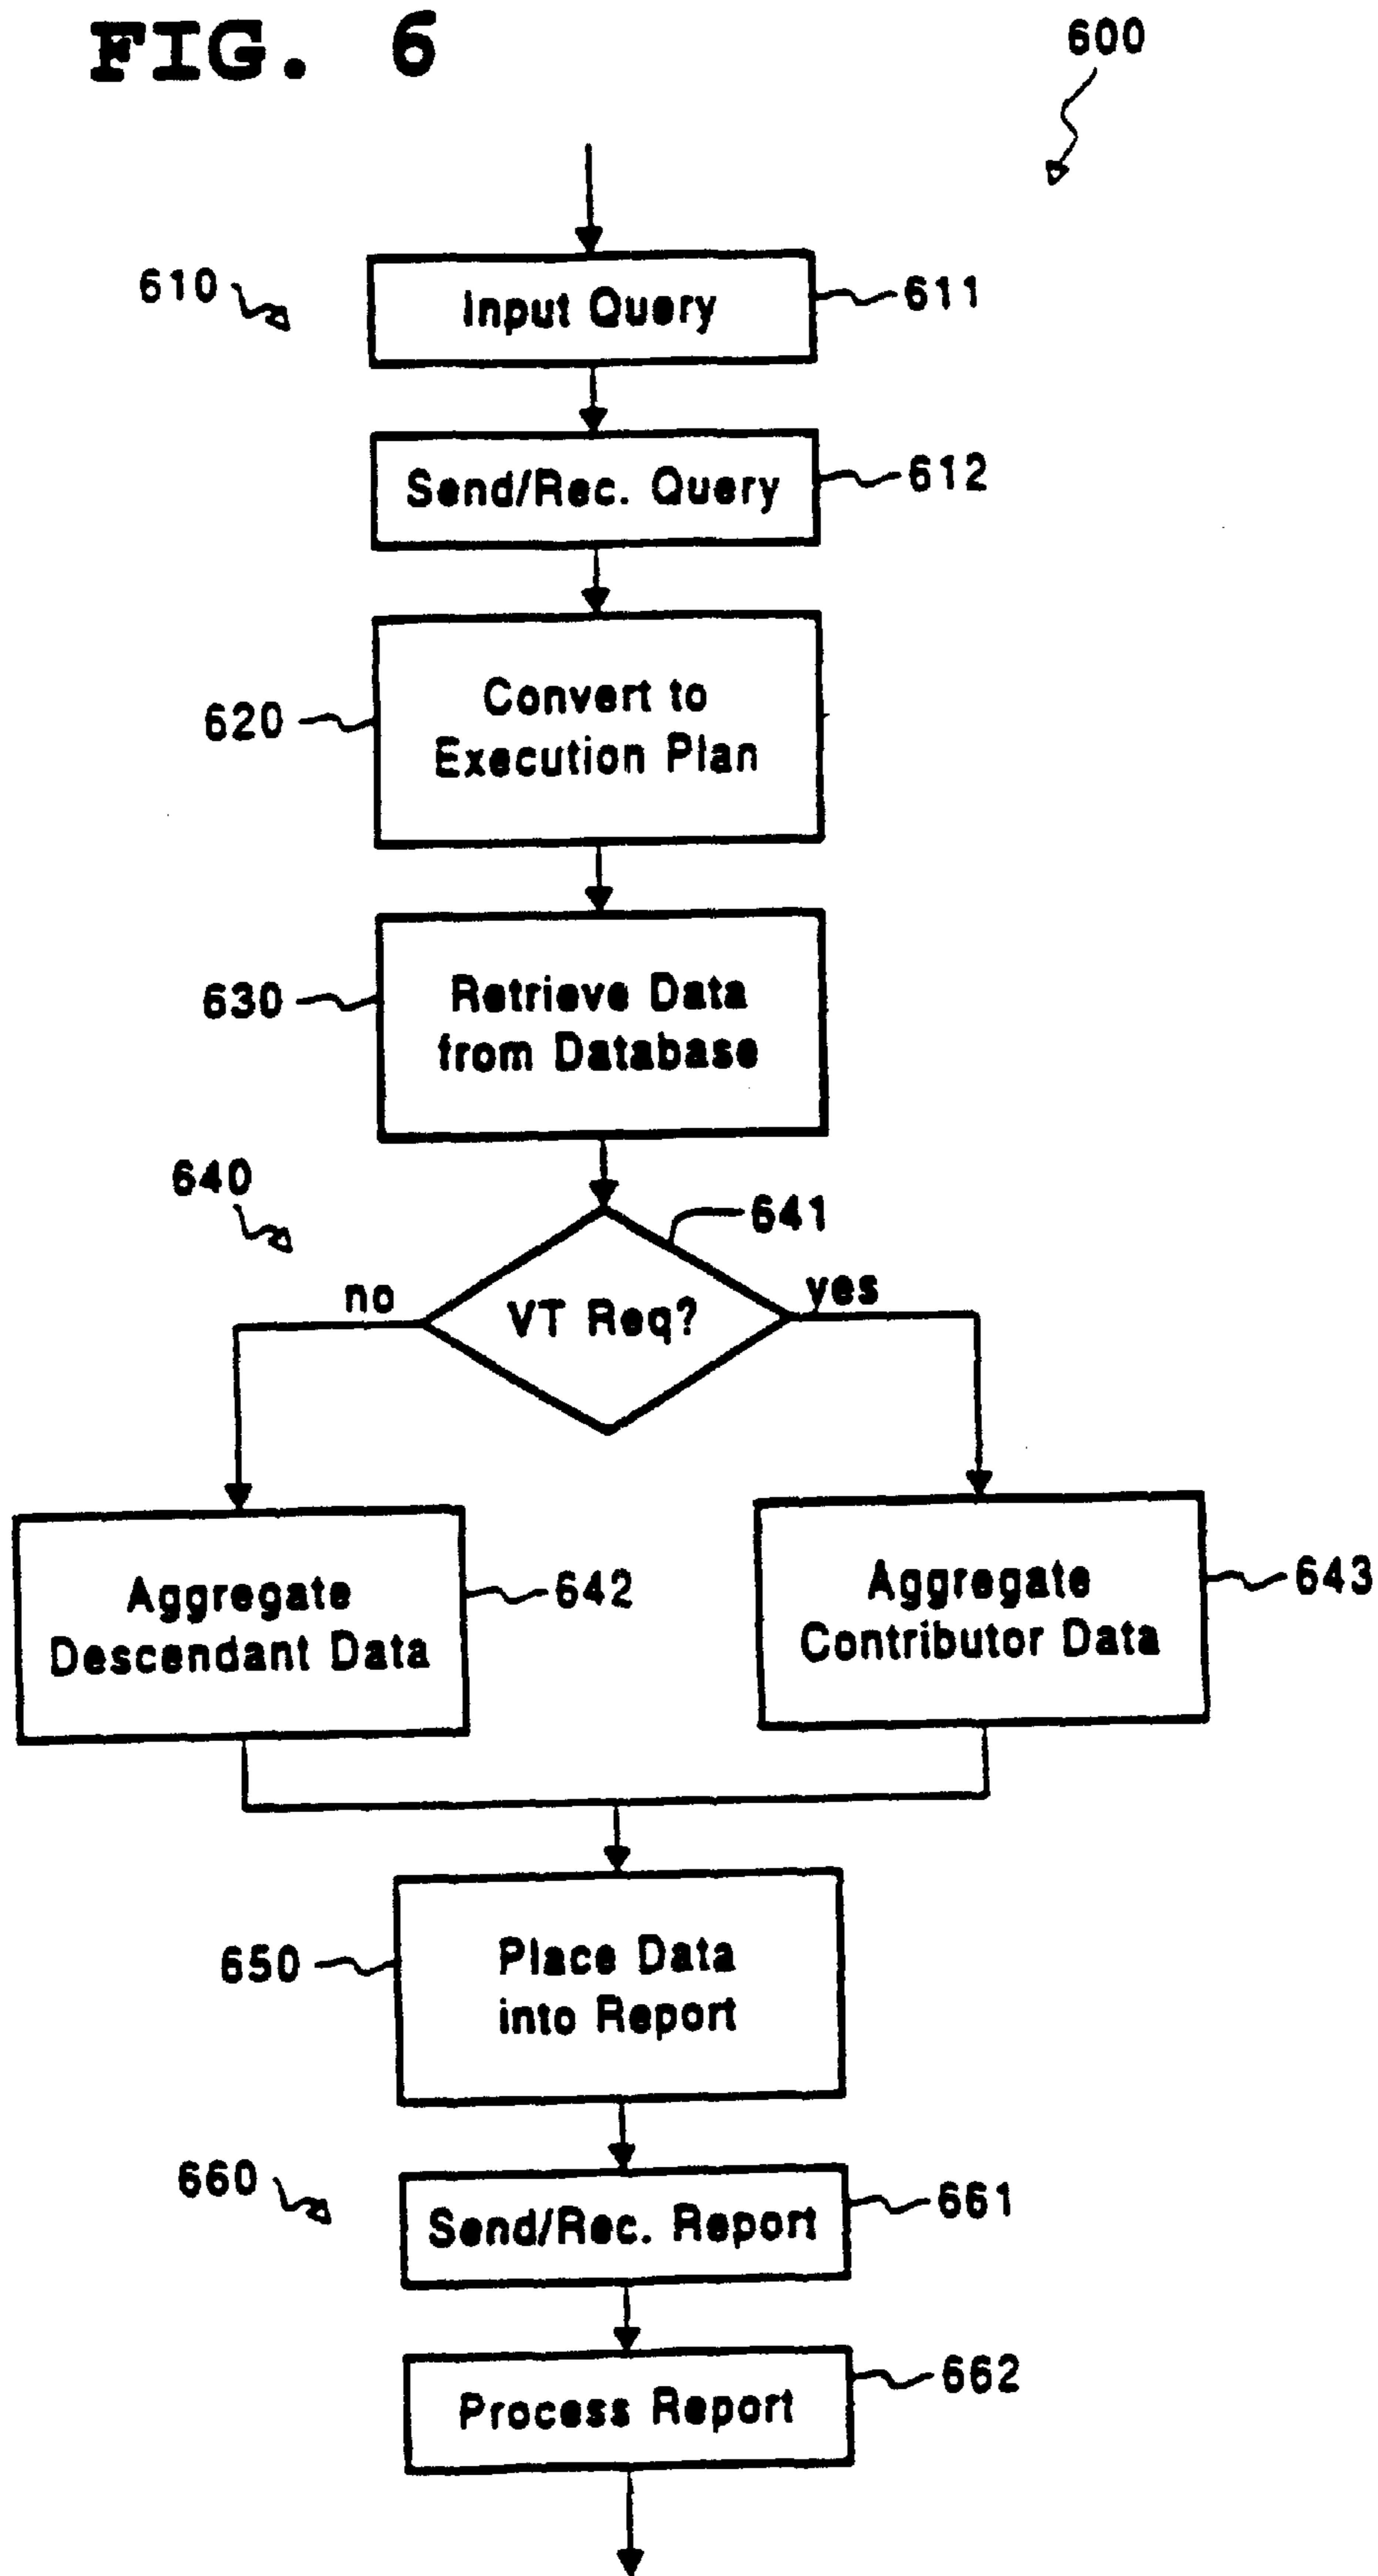 FIG. 6
600
610
Input Query
611
Send/Rec. Query
612
620
Convert to
Execution Plan
630
Retrieve Data
from Database
640
641
no
VT Req?
yes
Aggregate
Descendant Data
642
Aggregate
Contributor Data
643
650
Place Data
into Report
660
Send/Rec. Report
661
Process Report
662